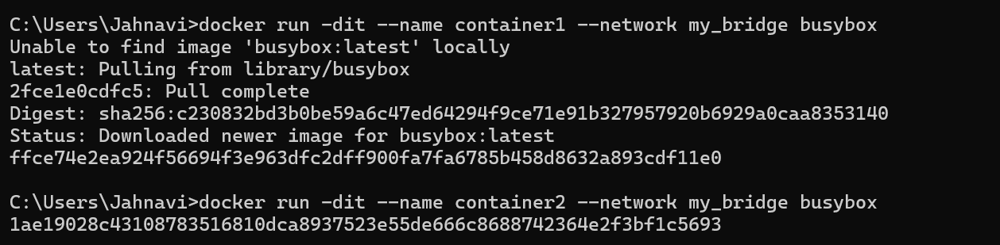 C:\Users\Jahnavi>docker run -dit --name container1 --network my_bridge busybox
Unable to find image 'busybox:latest' locally
latest: Pulling from library/busybox
2fce1e0cdfc5: Pull complete
Digest: sha256:c230832bd3b0be59a6c47ed64294f9ce71e91b327957920b6929a0caa8353140
Status: Downloaded newer image for busybox:latest
ffce74e2ea924f56694f3e963dfc2dff900fa7fa6785b458d8632a893cdf11e0
C:\Users\Jahnavi>docker run -dit --name container2 --network my_bridge busybox
1ae19028c43108783516810dca8937523e55de666c8688742364e2f3bf1c5693